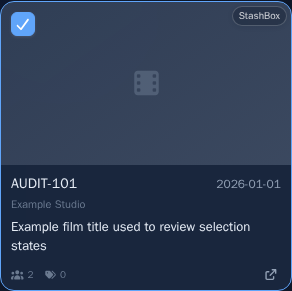 StashBox
AUDIT-101
2026-01-01
Example Studio
Example film title used to review selection
states
2
0